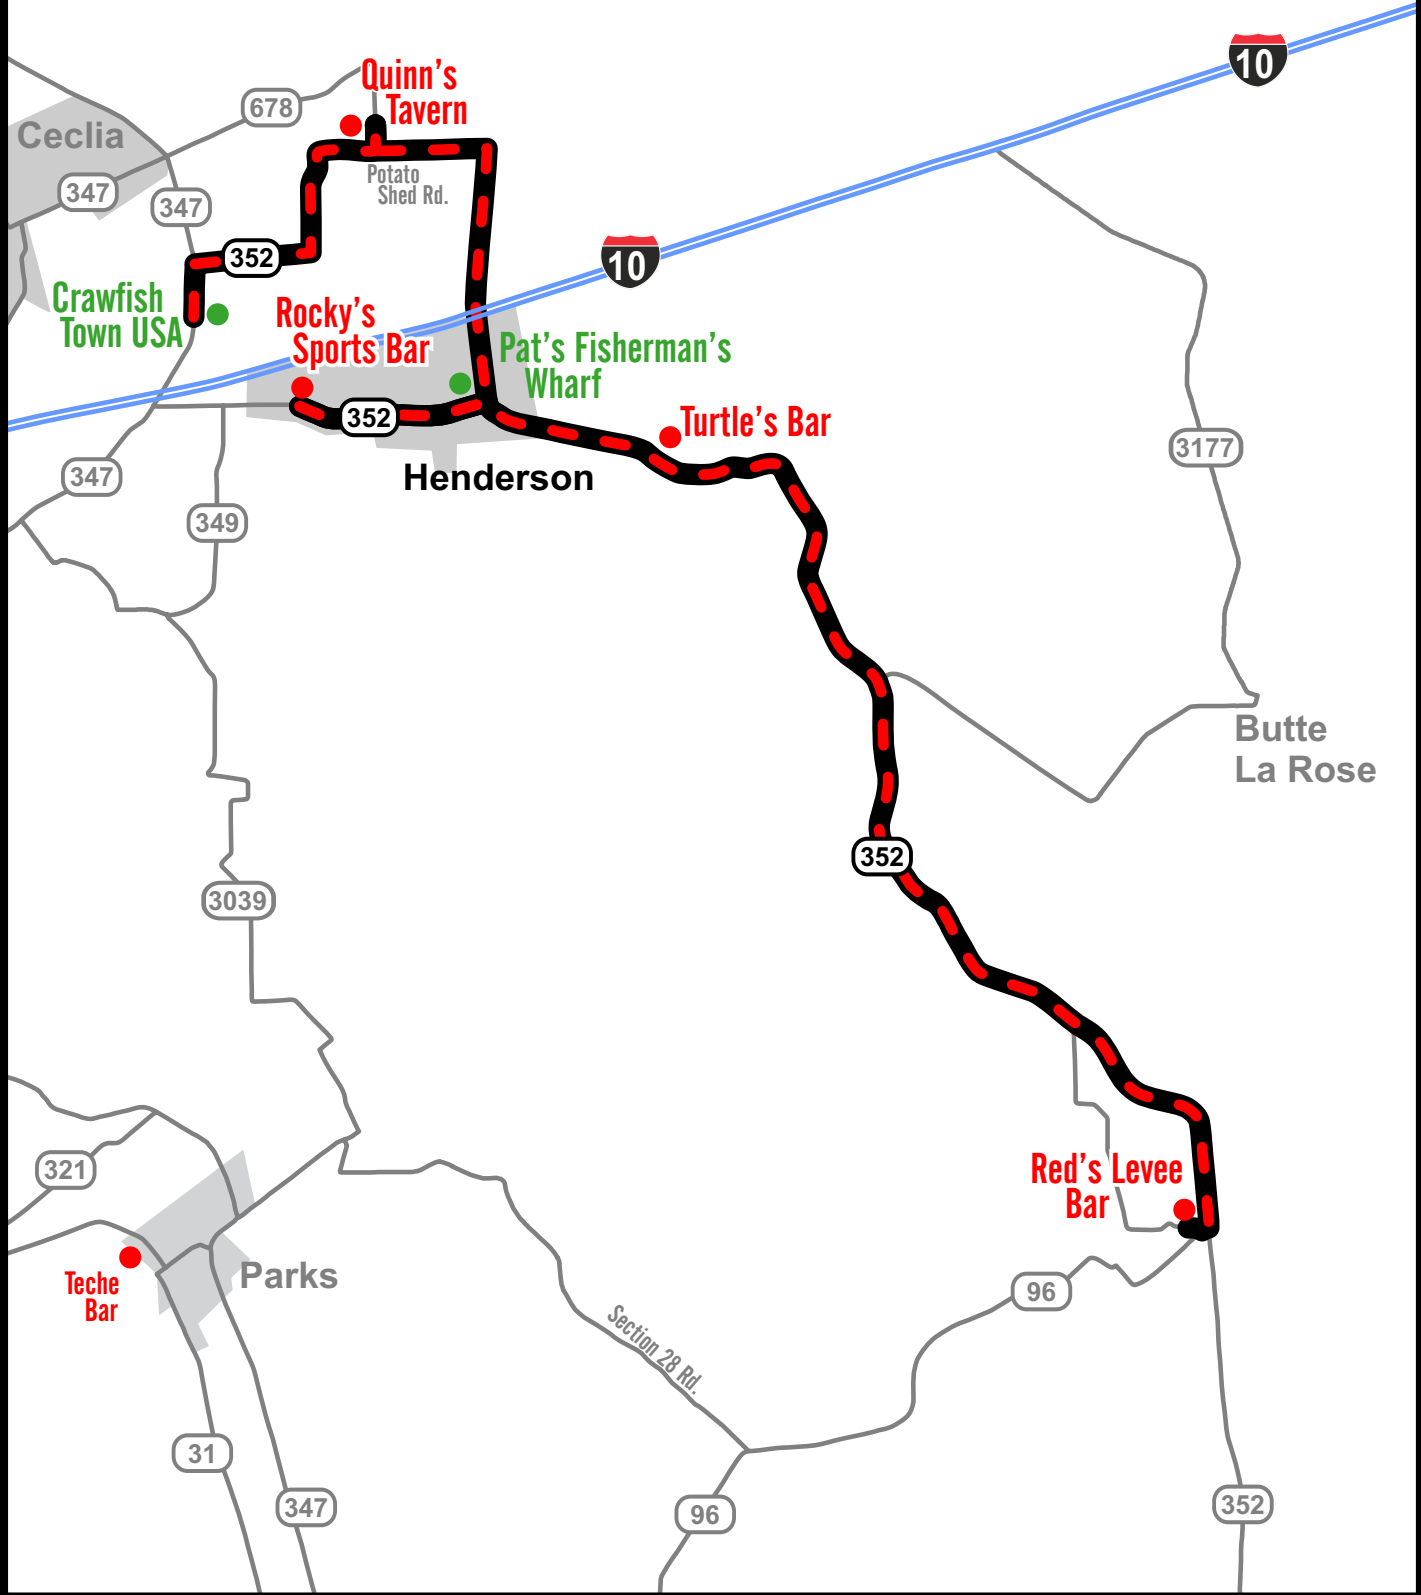 10
Quinn's
Tavern
678
Ceclia
Potato
Shed Rd.
347
347
352
10
Crawfish
Town USA
Rocky's
Sports Bar
Pat's Fisherman's
Wharf
352
Turtle's Bar
3177
347
Henderson
349
Butte
La Rose
352
3039
321
Red's Levee
Bar
Parks
Teche
Bar
96
Section 28 Rd.
31
347
96
352